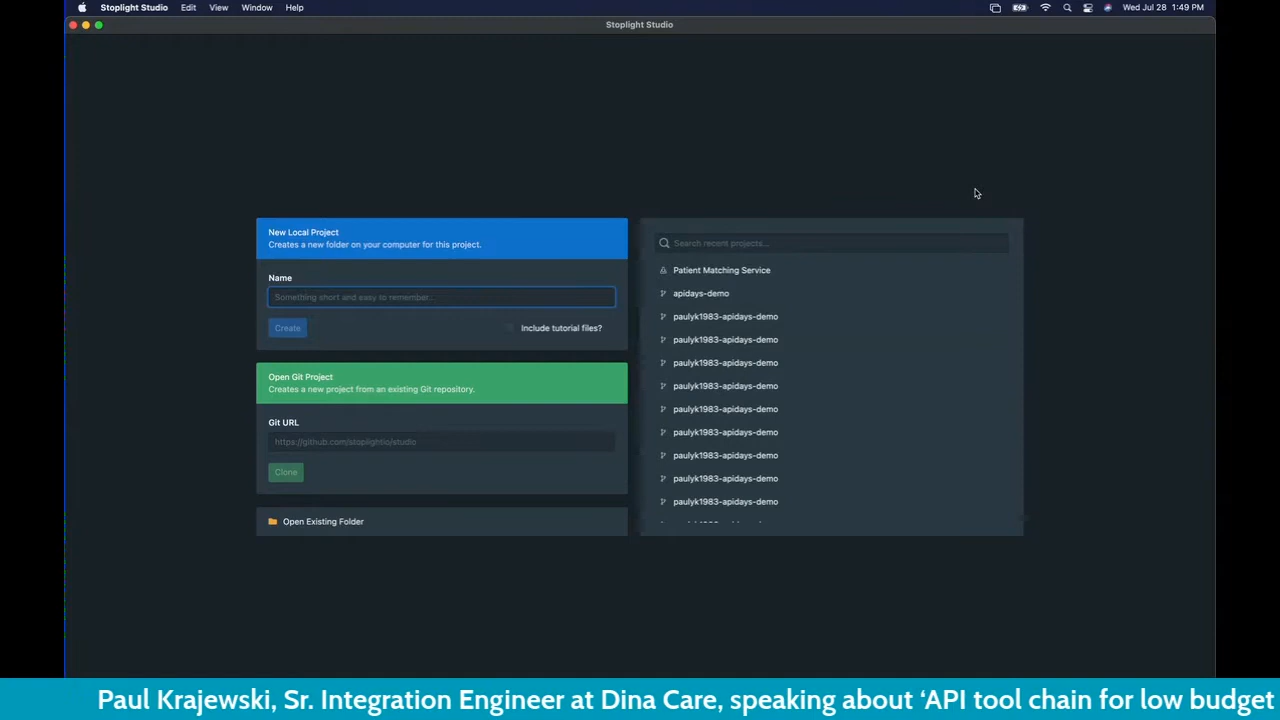 Stoplight Studio Edit View Window Help
Wed Jul 28 1:49 PM
Stoplight Studio
New Local Project
Creates a new folder on your computer for this project.
Name
Something short and easy to remember...
Create
Include tutorial files?
Open Git Project
Creates a new project from an existing Git repository.
Git URL
https://github.com/stoplightio/studio
Clone
Open Existing Folder
Search recent projects...
Patient Matching Service
apidays-demo
paulyk1983-apidays-demo
paulyk1983-apidays-demo
paulyk1983-apidays-demo
paulyk1983-apidays-demo
paulyk1983-apidays-demo
paulyk1983-apidays-demo
paulyk1983-apidays-demo
paulyk1983-apidays-demo
paulyk1983-apidays-demo
Paul Krajewski, Sr. Integration Engineer at Dina Care, speaking about ‘API tool chain for low budget